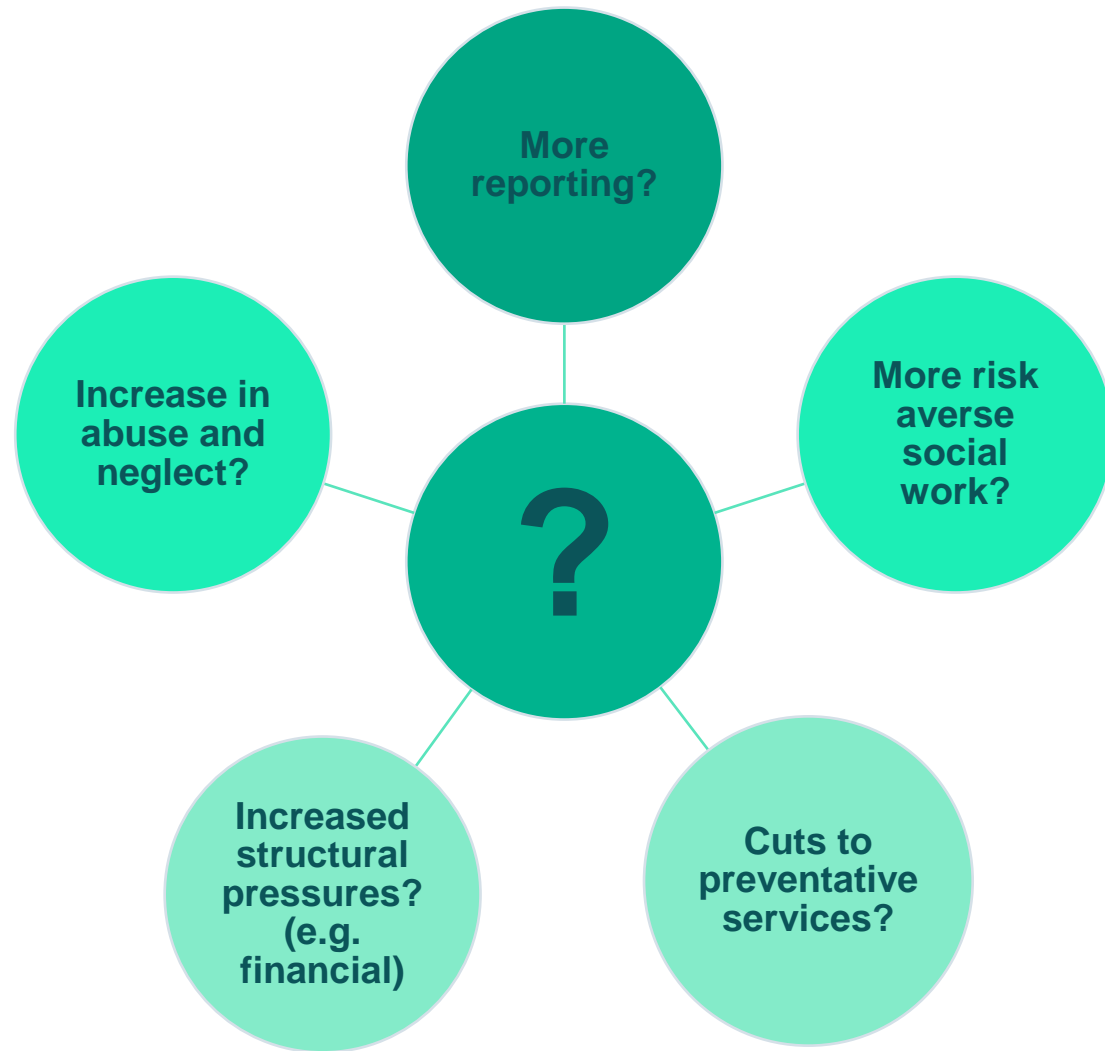 More
reporting?
Increase in
abuse and
neglect?
More risk
averse
social
work?
?
Increased
structural
pressures?
(e.g.
financial)
Cuts to
preventative
services?